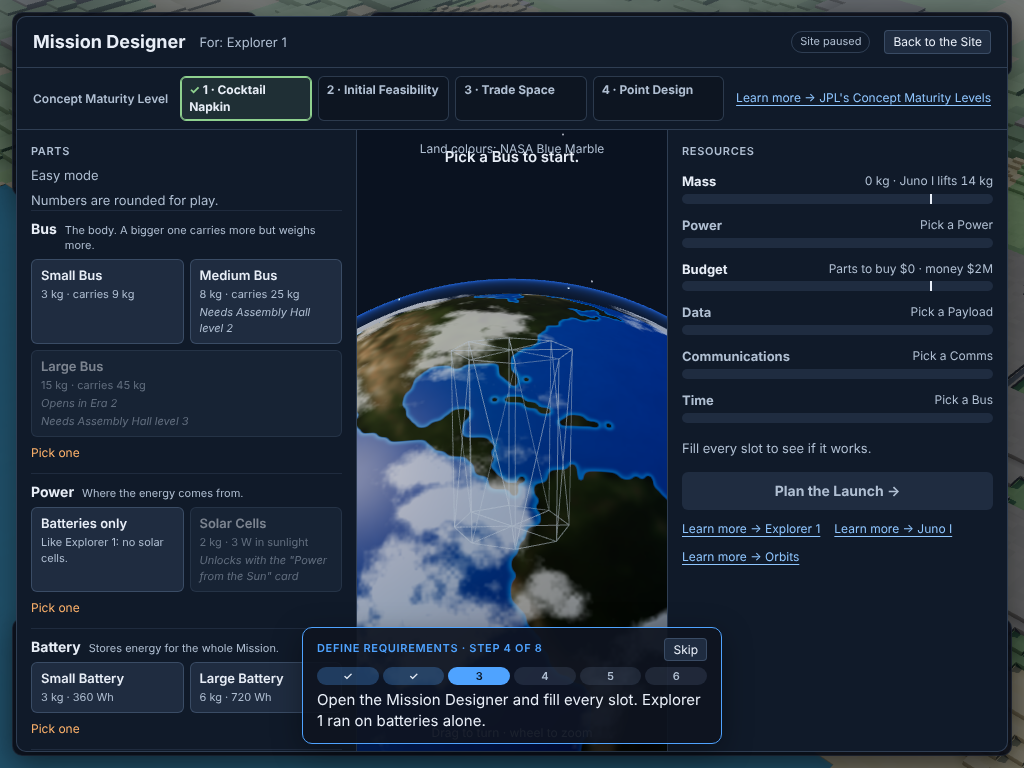 Mission Designer
For: Explorer 1
Site paused
Back to the Site
Concept Maturity Level
✓ 1 · Cocktail
Napkin
2 · Initial Feasibility
3 · Trade Space
4 · Point Design
Learn more → JPL's Concept Maturity Levels
PARTS
Easy mode
Numbers are rounded for play.
Bus The body. A bigger one carries more but weighs
more.
Small Bus
3 kg · carries 9 kg
Medium Bus
8 kg · carries 25 kg
Needs Assembly Hall
level 2
Large Bus
15 kg · carries 45 kg
Opens in Era 2
Needs Assembly Hall level 3
Pick one
Power Where the energy comes from.
Batteries only
Like Explorer 1: no solar
cells.
Solar Cells
2 kg · 3 W in sunlight
Unlocks with the "Power
from the Sun" card
Pick one
Battery Stores energy for the whole Mission.
Small Battery
3 kg · 360 Wh
Large Battery
6 kg · 720 Wh
Pick one
Land colours: NASA Blue Marble
Pick a Bus to start.
DEFINE REQUIREMENTS · STEP 4 OF 8
Skip
✓ ✓ 3 4 5 6
Open the Mission Designer and fill every slot. Explorer
1 ran on batteries alone.
Drag to turn · wheel to zoom
RESOURCES
Mass 0 kg · Juno I lifts 14 kg
Power Pick a Power
Budget Parts to buy $0 · money $2M
Data Pick a Payload
Communications Pick a Comms
Time Pick a Bus
Fill every slot to see if it works.
Plan the Launch →
Learn more → Explorer 1
Learn more → Juno I
Learn more → Orbits